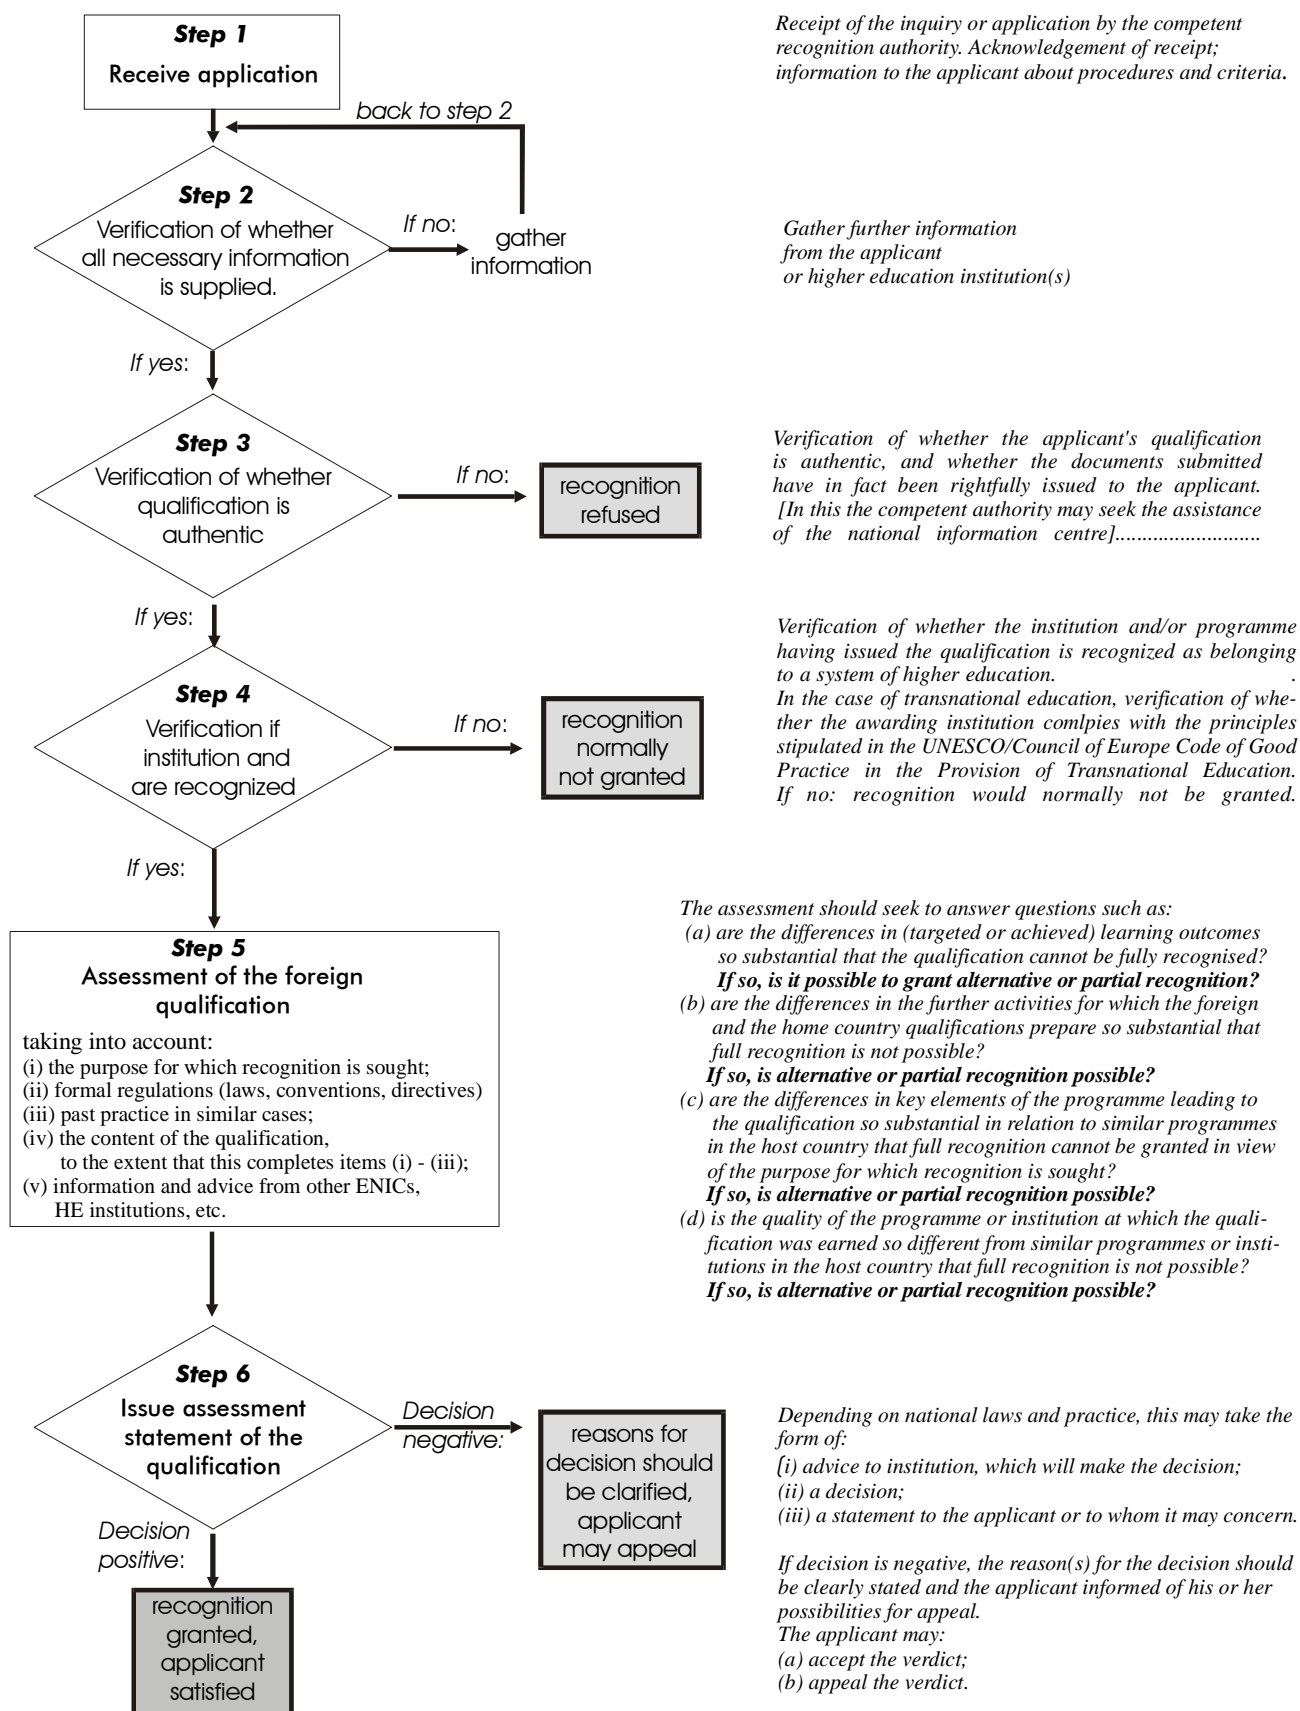 Step 1
Receive application
Receipt of the inquiry or application by the competent
recognition authority. Acknowledgement of receipt;
information to the applicant about procedures and criteria.
back to step 2
Step 2
Verification of whether
all necessary information
is supplied.
If no:
gather
information
Gather further information
from the applicant
or higher education institution(s)
If yes:
Step 3
Verification of whether
qualification is
authentic
If no:
recognition
refused
Verification of whether the applicant's qualification
is authentic, and whether the documents submitted
have in fact been rightfully issued to the applicant.
[In this the competent authority may seek the assistance
of the national information centre]...........................
If yes:
Step 4
Verification if
institution and
are recognized
If no:
recognition
normally
not granted
Verification of whether the institution and/or programme
having issued the qualification is recognized as belonging
to a system of higher education. .
In the case of transnational education, verification of whe-
ther the awarding institution comlpies with the principles
stipulated in the UNESCO/Council of Europe Code of Good
Practice in the Provision of Transnational Education.
If no: recognition would normally not be granted.
If yes:
Step 5
Assessment of the foreign
qualification
taking into account:
(i) the purpose for which recognition is sought;
(ii) formal regulations (laws, conventions, directives)
(iii) past practice in similar cases;
(iv) the content of the qualification,
to the extent that this completes items (i) - (iii);
(v) information and advice from other ENICs,
HE institutions, etc.
The assessment should seek to answer questions such as:
(a) are the differences in (targeted or achieved) learning outcomes
so substantial that the qualification cannot be fully recognised?
If so, is it possible to grant alternative or partial recognition?
(b) are the differences in the further activities for which the foreign
and the home country qualifications prepare so substantial that
full recognition is not possible?
If so, is alternative or partial recognition possible?
(c) are the differences in key elements of the programme leading to
the qualification so substantial in relation to similar programmes
in the host country that full recognition cannot be granted in view
of the purpose for which recognition is sought?
If so, is alternative or partial recognition possible?
(d) is the quality of the programme or institution at which the quali-
fication was earned so different from similar programmes or insti-
tutions in the host country that full recognition is not possible?
If so, is alternative or partial recognition possible?
Step 6
Issue assessment
statement of the
qualification
Decision
negative:
reasons for
decision should
be clarified,
applicant
may appeal
Depending on national laws and practice, this may take the
form of:
[i) advice to institution, which will make the decision;
(ii) a decision;
(iii) a statement to the applicant or to whom it may concern.
If decision is negative, the reason(s) for the decision should
be clearly stated and the applicant informed of his or her
possibilities for appeal.
The applicant may:
(a) accept the verdict;
(b) appeal the verdict.
Decision
positive:
recognition
granted,
applicant
satisfied